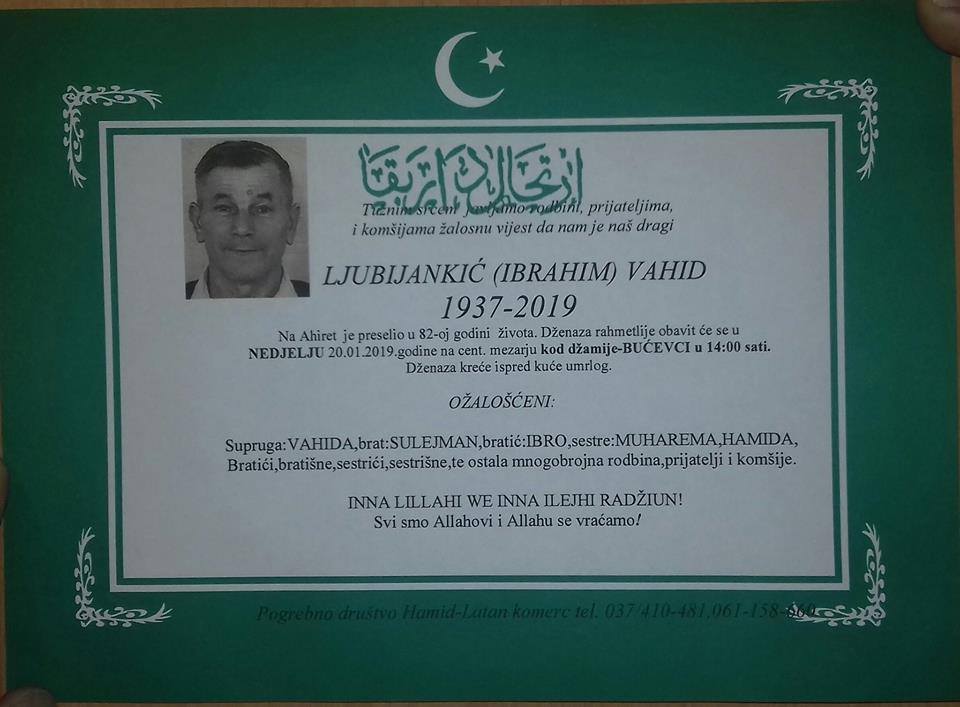 ارتحال دار بقا
Tužnim srcem javljamo rodbini, prijateljima,
i komšijama žalosnu vijest da nam je naš dragi
LJUBIJANKIĆ (IBRAHIM) VAHID
1937-2019
Na Ahiret je preselio u 82-oj godini života. Dženaza rahmetlije obavit će se u
NEDJELJU 20.01.2019.godine na cent. mezarju kod džamije-BUĆEVCI u 14:00 sati.
Dženaza kreće ispred kuće umrlog.
OŽALOŠĆENI:
Supruga:VAHIDA,brat:SULEJMAN,bratić:IBRO,sestre:MUHAREMA,HAMIDA,
Bratići,bratišne,sestrići,sestrišne,te ostala mnogobrojna rodbina,prijatelji i komšije.
INNA LILLAHI WE INNA ILEJHI RADŽIUN!
Svi smo Allahovi i Allahu se vraćamo!
Pogrebno društvo Hamid-Latan komerc tel. 037/410-481,061-158-660